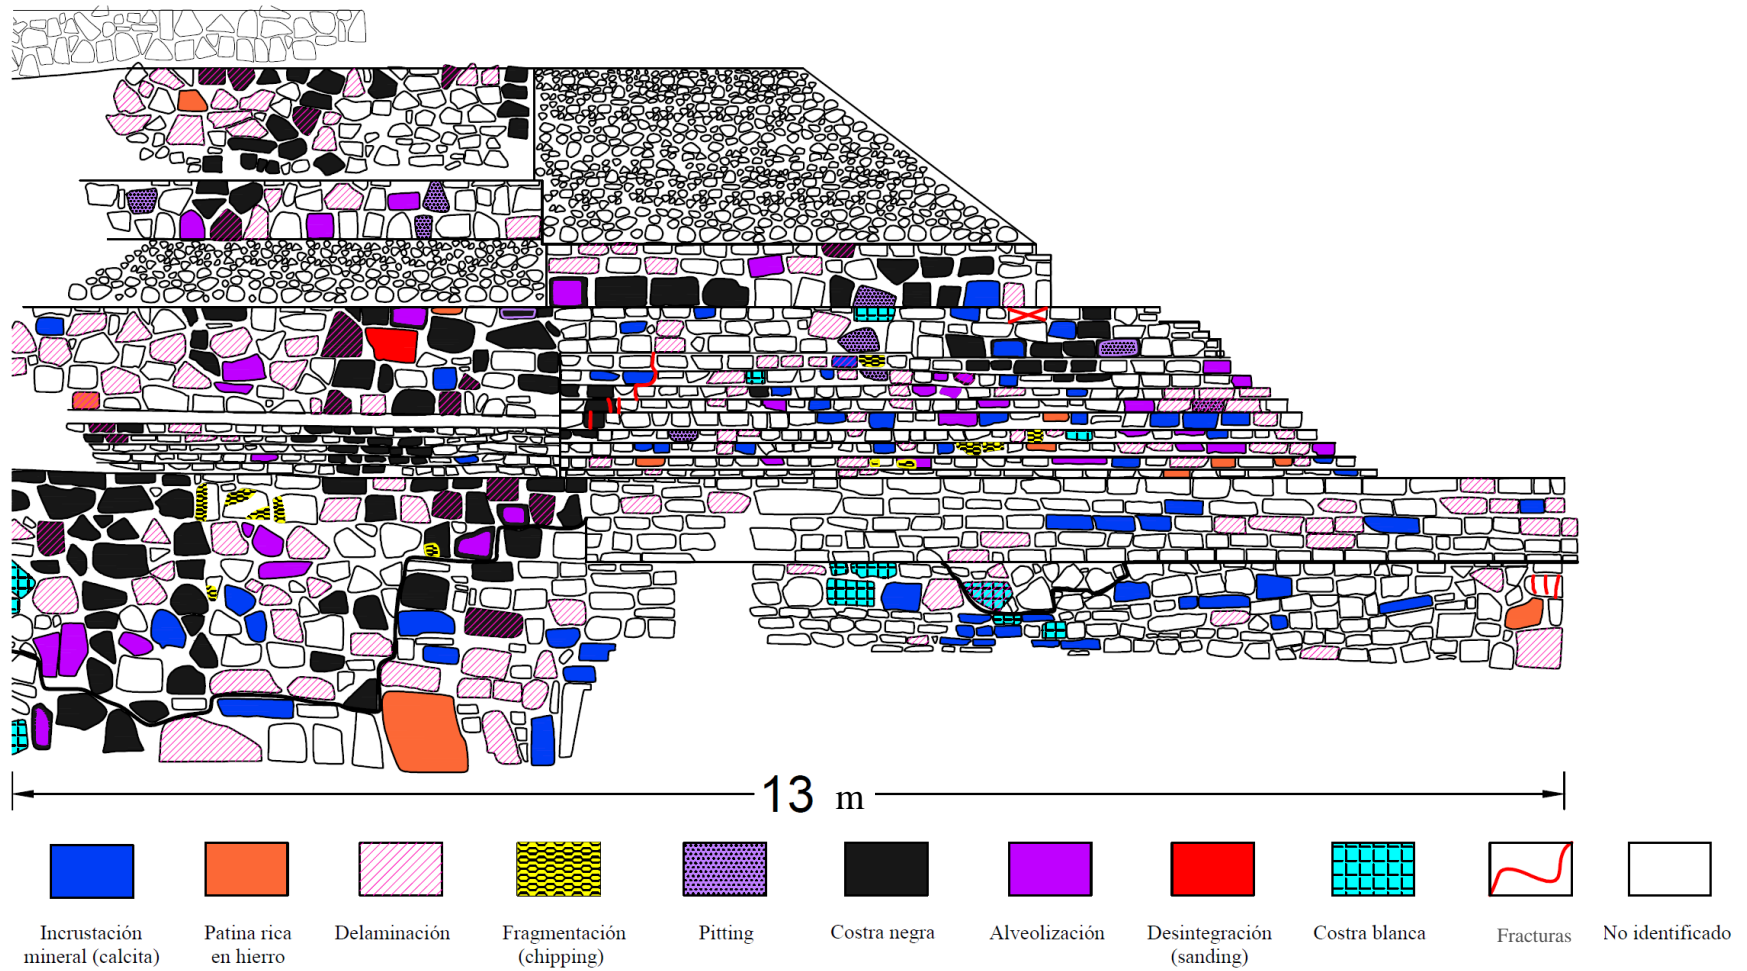 13 m
Incrustación
mineral (calcita)
Patina rica
en hierro
Delaminación
Fragmentación
(chipping)
Pitting
Costra negra
Alveolización
Desintegración
(sanding)
Costra blanca
Fracturas
No identificado